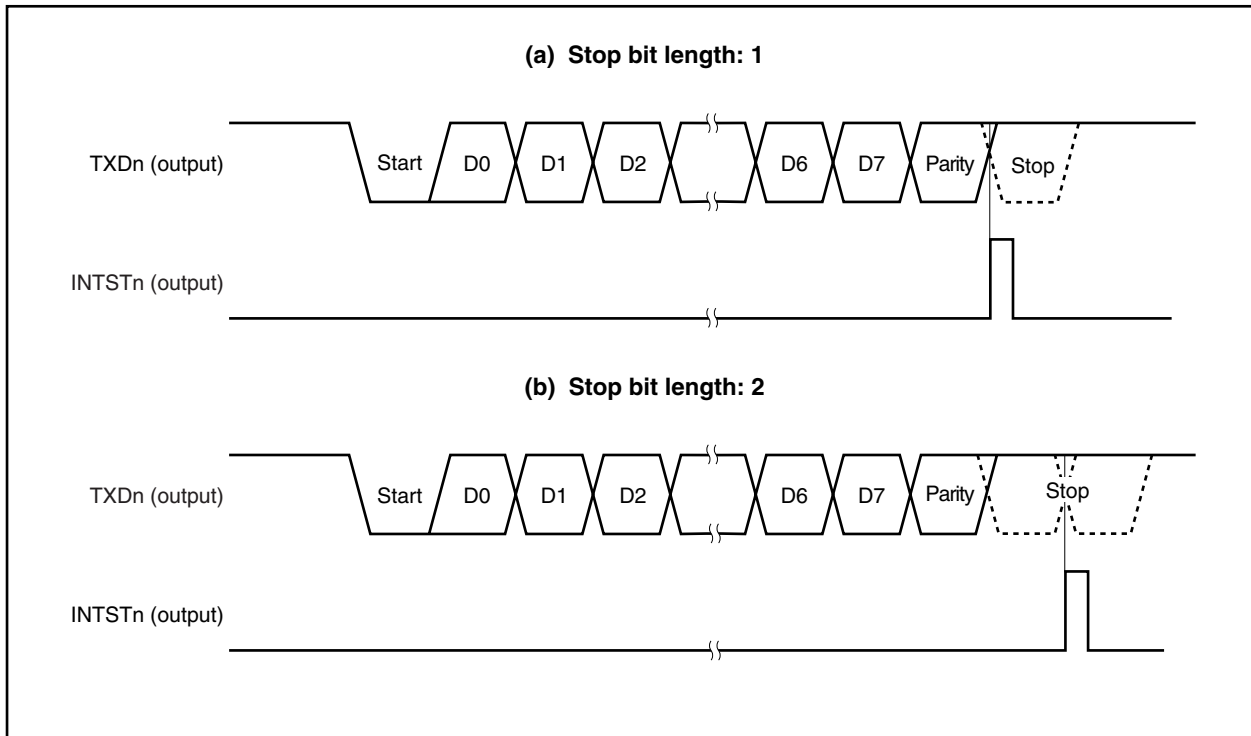 (a) Stop bit length: 1
TXDn (output) Start D0 D1 D2 D6 D7 Parity Stop
INTSTn (output)
(b) Stop bit length: 2
TXDn (output) Start D0 D1 D2 D6 D7 Parity Stop
INTSTn (output)